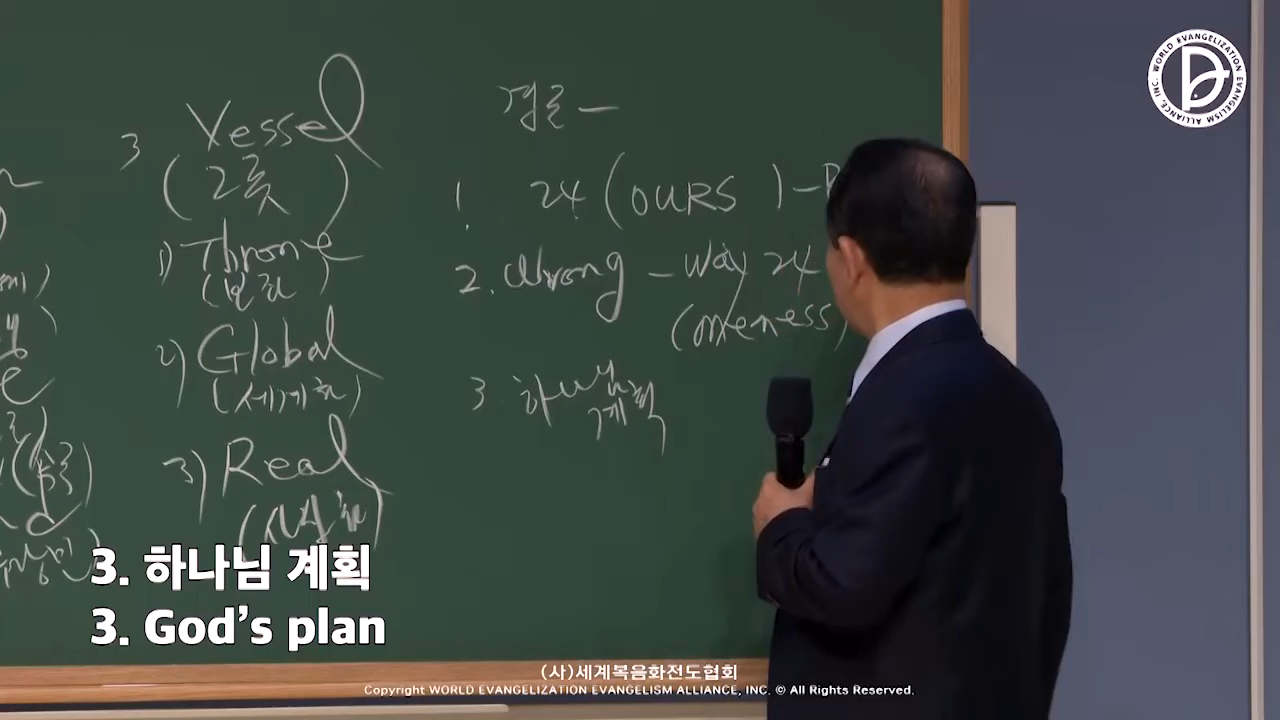 3 Vessel
(그릇)
1) Throne
(보좌)
2) Global
(세계화)
3) Real
결론 -
1. 24 (OURS) -
2. Wrong - Way 24
(Oneness)
3. 하나님
계획
3. 하나님 계획
3. God's plan
(사)세계복음화전도협회
Copyright WORLD EVANGELIZATION EVANGELISM ALLIANCE, INC. © All Rights Reserved.
WORLD EVANGELIZATION EVANGELISM ALLIANCE, INC.